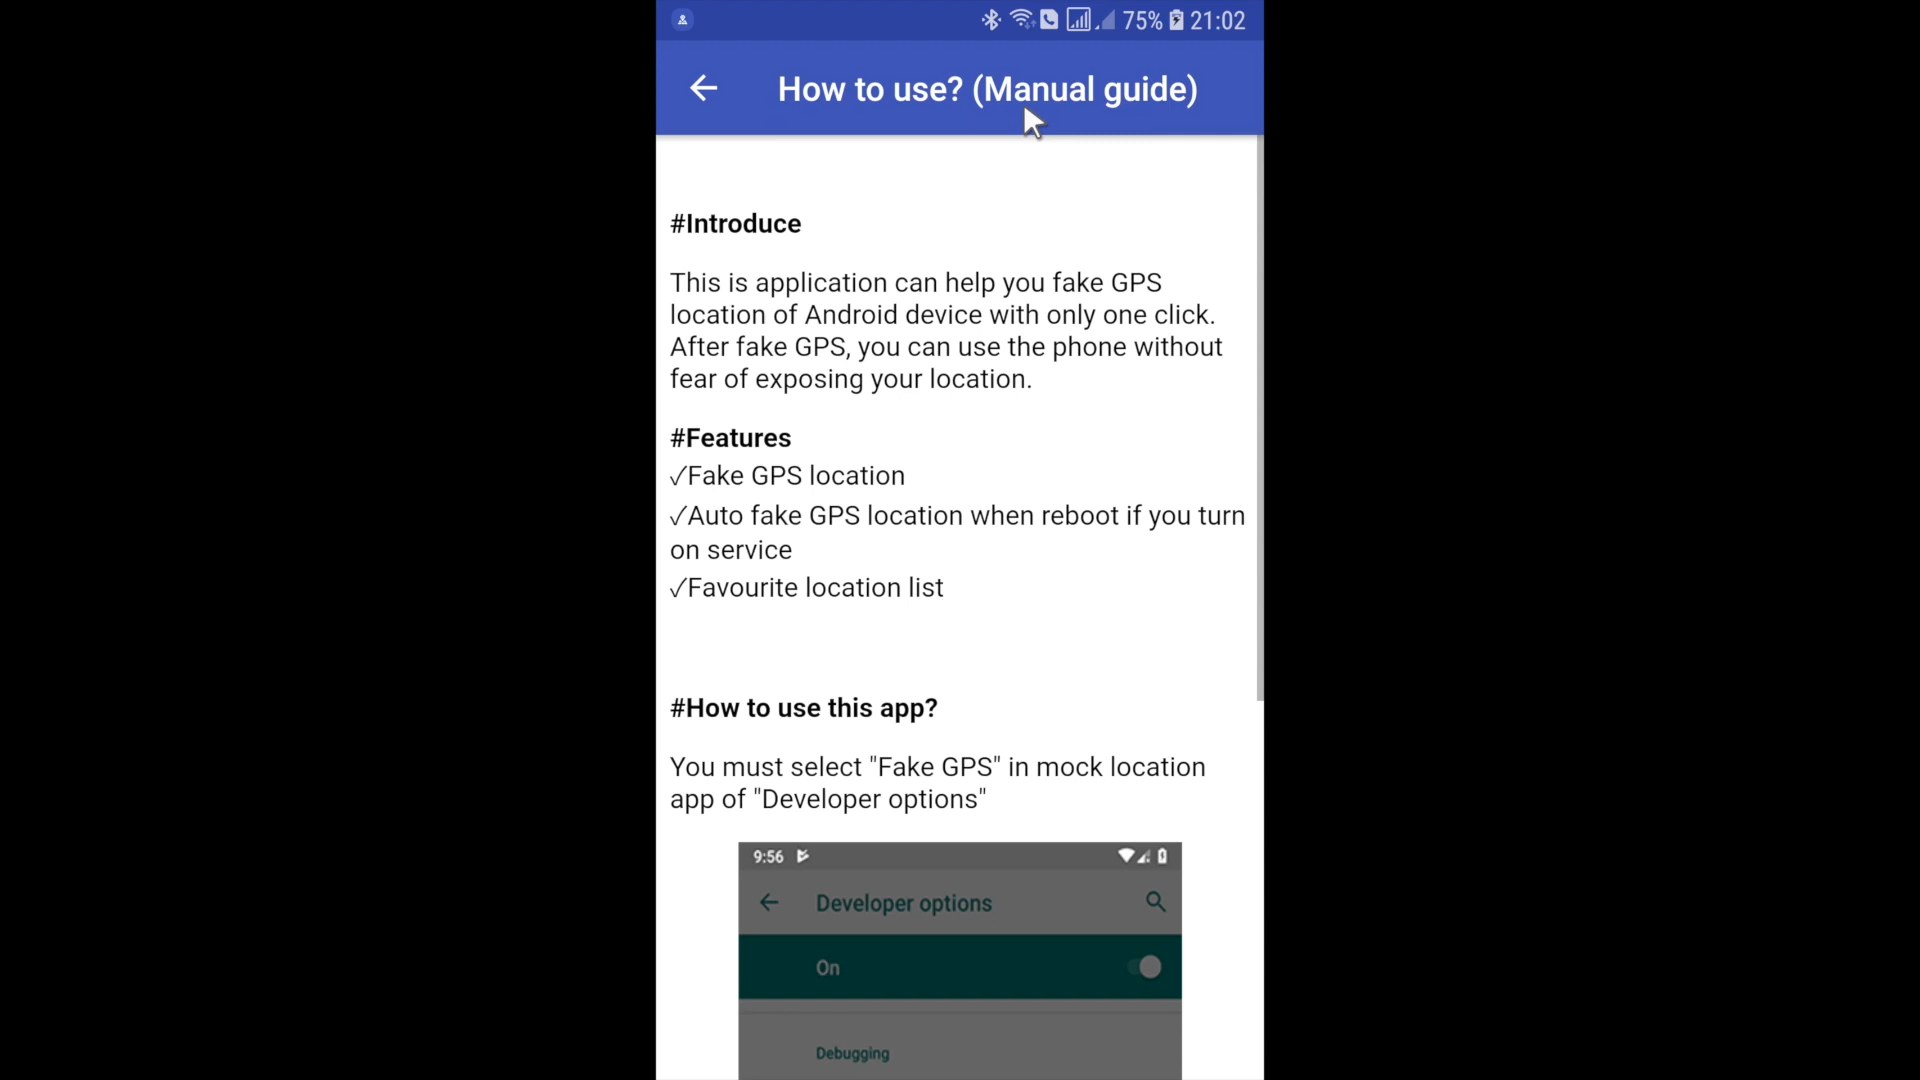 75% 21:02
How to use? (Manual guide)
#Introduce
This is application can help you fake GPS
location of Android device with only one click.
After fake GPS, you can use the phone without
fear of exposing your location.
#Features
✓Fake GPS location
✓Auto fake GPS location when reboot if you turn
on service
✓Favourite location list
#How to use this app?
You must select "Fake GPS" in mock location
app of "Developer options"
9:56
Developer options
On
Debugging